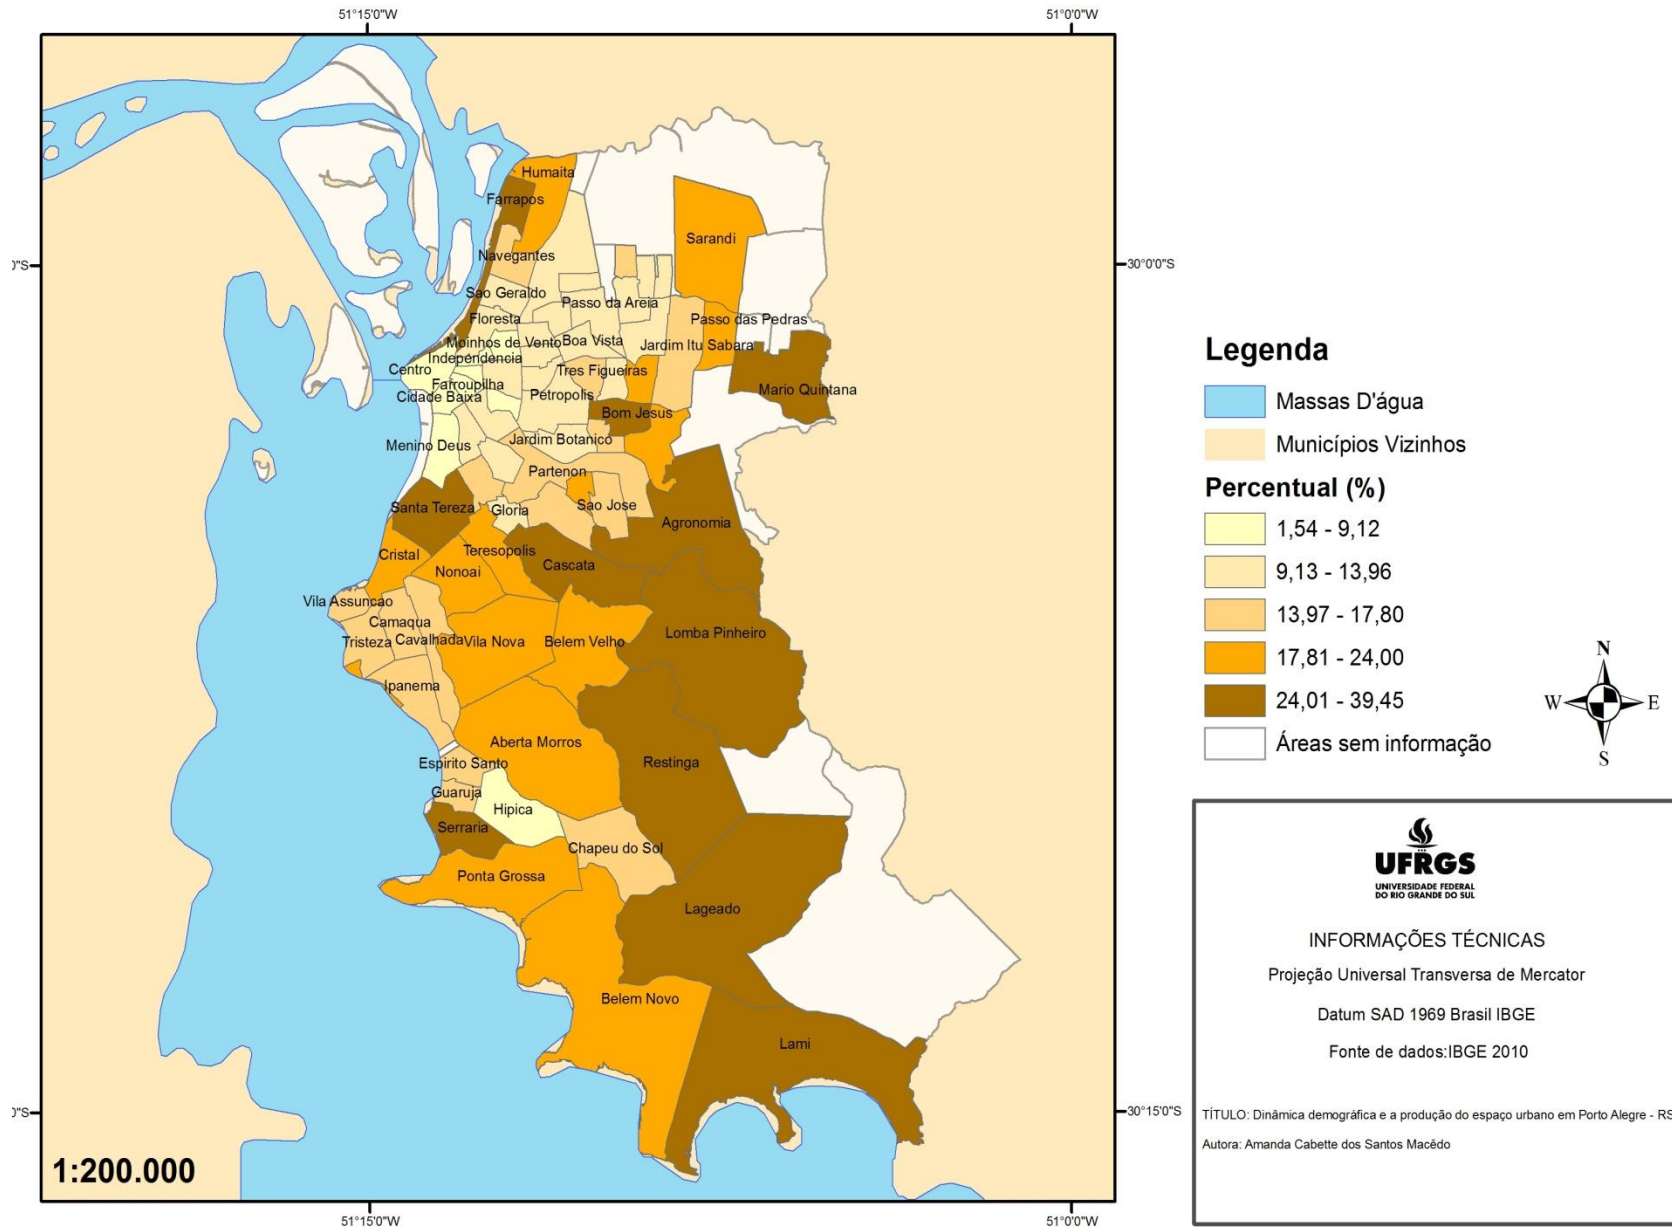 51°15'0"W
51°0'0"W
Humaita
Farrapos
Sarandi
Navegantes
)"S
30°0'0"S
Sao Geraldo
Passo da Areia
Floresta
Passo das Pedras
Moinhos de Vento
Boa Vista
Jardim Itu Sabara
Independencia
Centro
Tres Figueiras
Farroupilha
Mario Quintana
Cidade Baixa
Petropolis
Bom Jesus
Menino Deus
Jardim Botanico
Partenon
Santa Tereza
Gloria
Sao Jose
Agronomia
Cristal
Teresopolis
Nonoai
Cascata
Vila Assuncao
Camaqua
Lomba Pinheiro
Tristeza
Cavalhada
Vila Nova
Belem Velho
Ipanema
Aberta Morros
Espirito Santo
Restinga
Guaruja
Hipica
Serraria
Chapeu do Sol
Ponta Grossa
Lageado
Belem Novo
Lami
)"S
30°15'0"S
1:200.000
51°15'0"W
51°0'0"W
Legenda
Massas D'água
Municípios Vizinhos
Percentual (%)
1,54 - 9,12
9,13 - 13,96
13,97 - 17,80
17,81 - 24,00
24,01 - 39,45
Áreas sem informação
N
W
E
S
UFRGS
UNIVERSIDADE FEDERAL
DO RIO GRANDE DO SUL
INFORMAÇÕES TÉCNICAS
Projeção Universal Transversa de Mercator
Datum SAD 1969 Brasil IBGE
Fonte de dados:IBGE 2010
TÍTULO: Dinâmica demográfica e a produção do espaço urbano em Porto Alegre - RS
Autora: Amanda Cabette dos Santos Macêdo